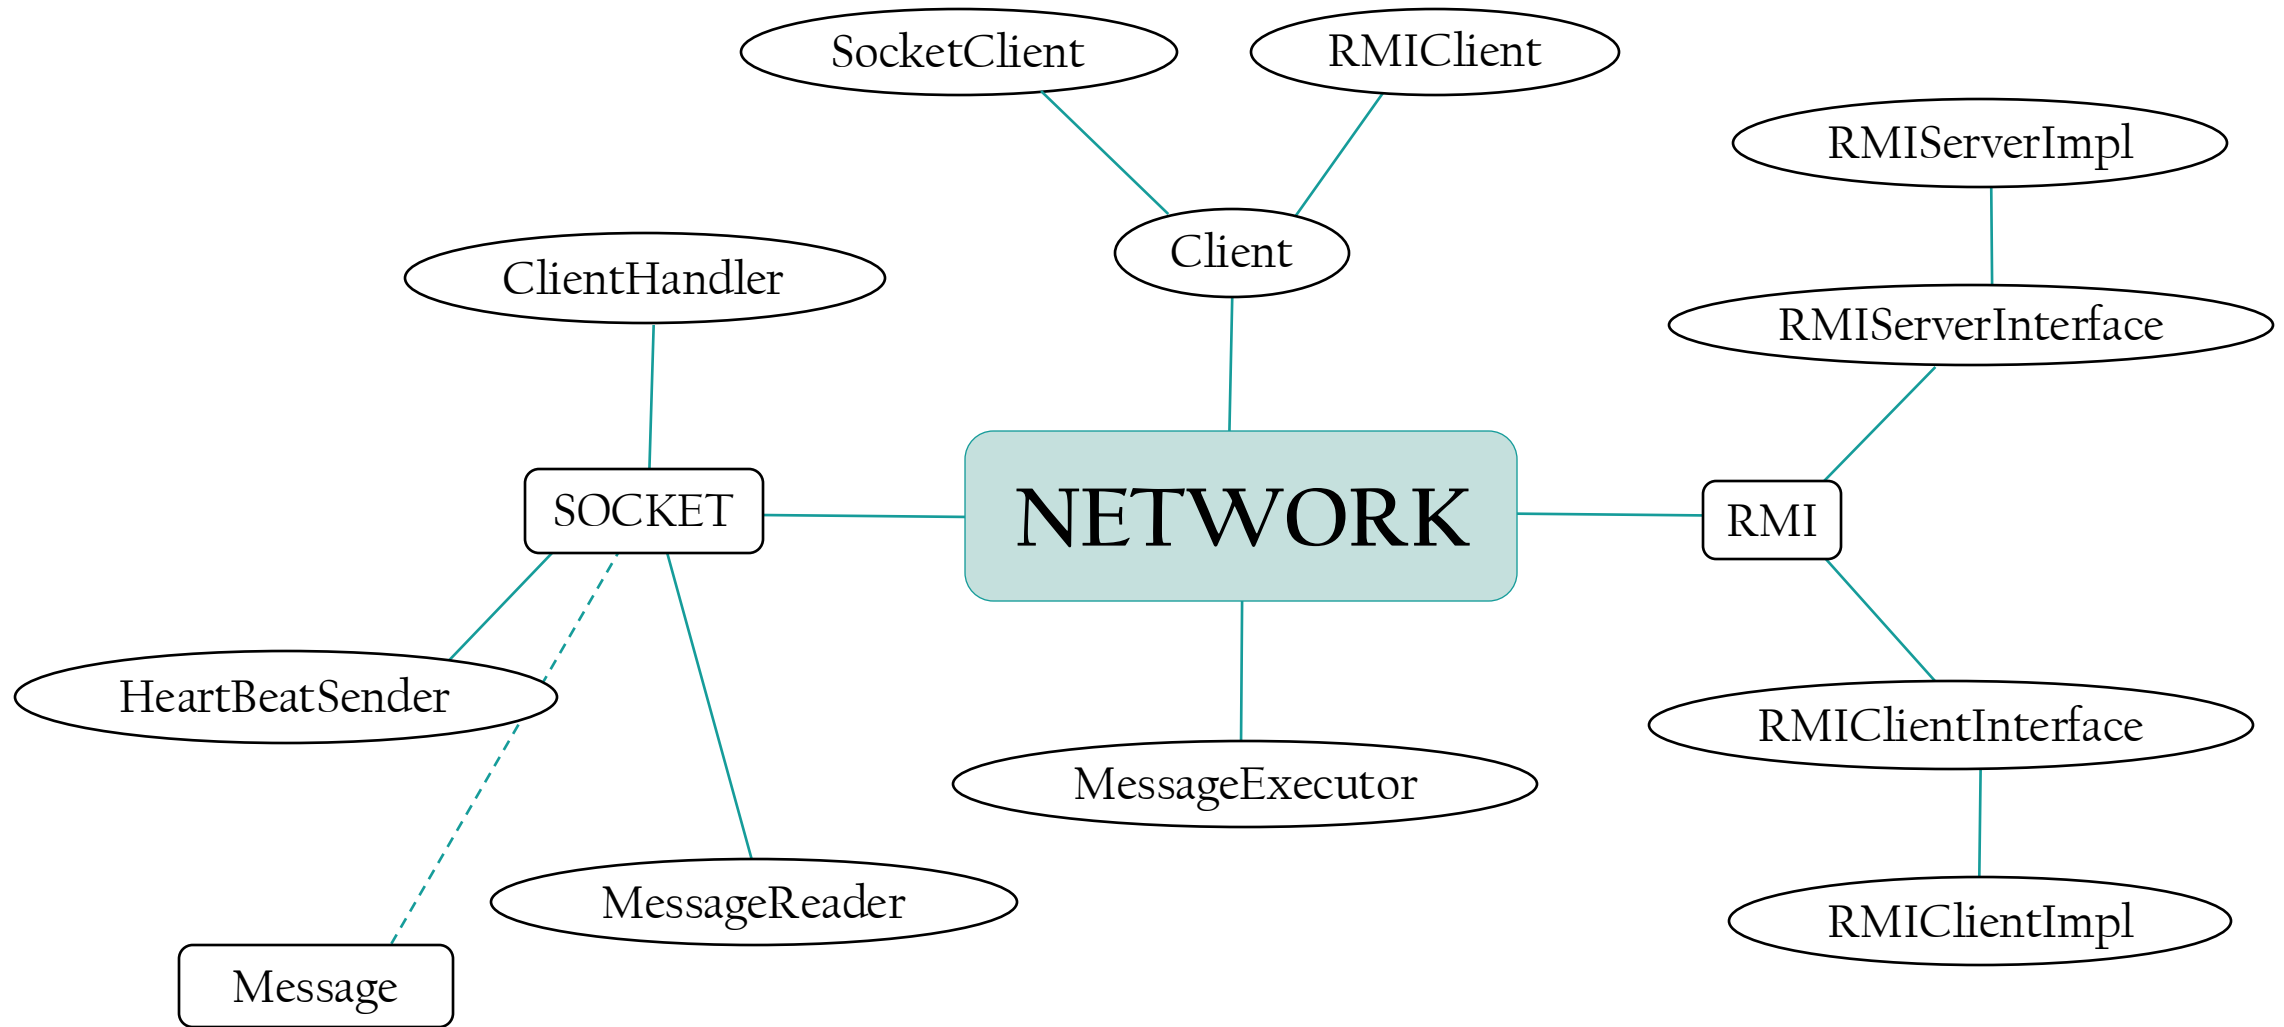 SocketClient
RMIClient
RMIServerImpl
Client
ClientHandler
RMIServerInterface
SOCKET
NETWORK
RMI
HeartBeatSender
RMIClientInterface
MessageExecutor
MessageReader
RMIClientImpl
Message